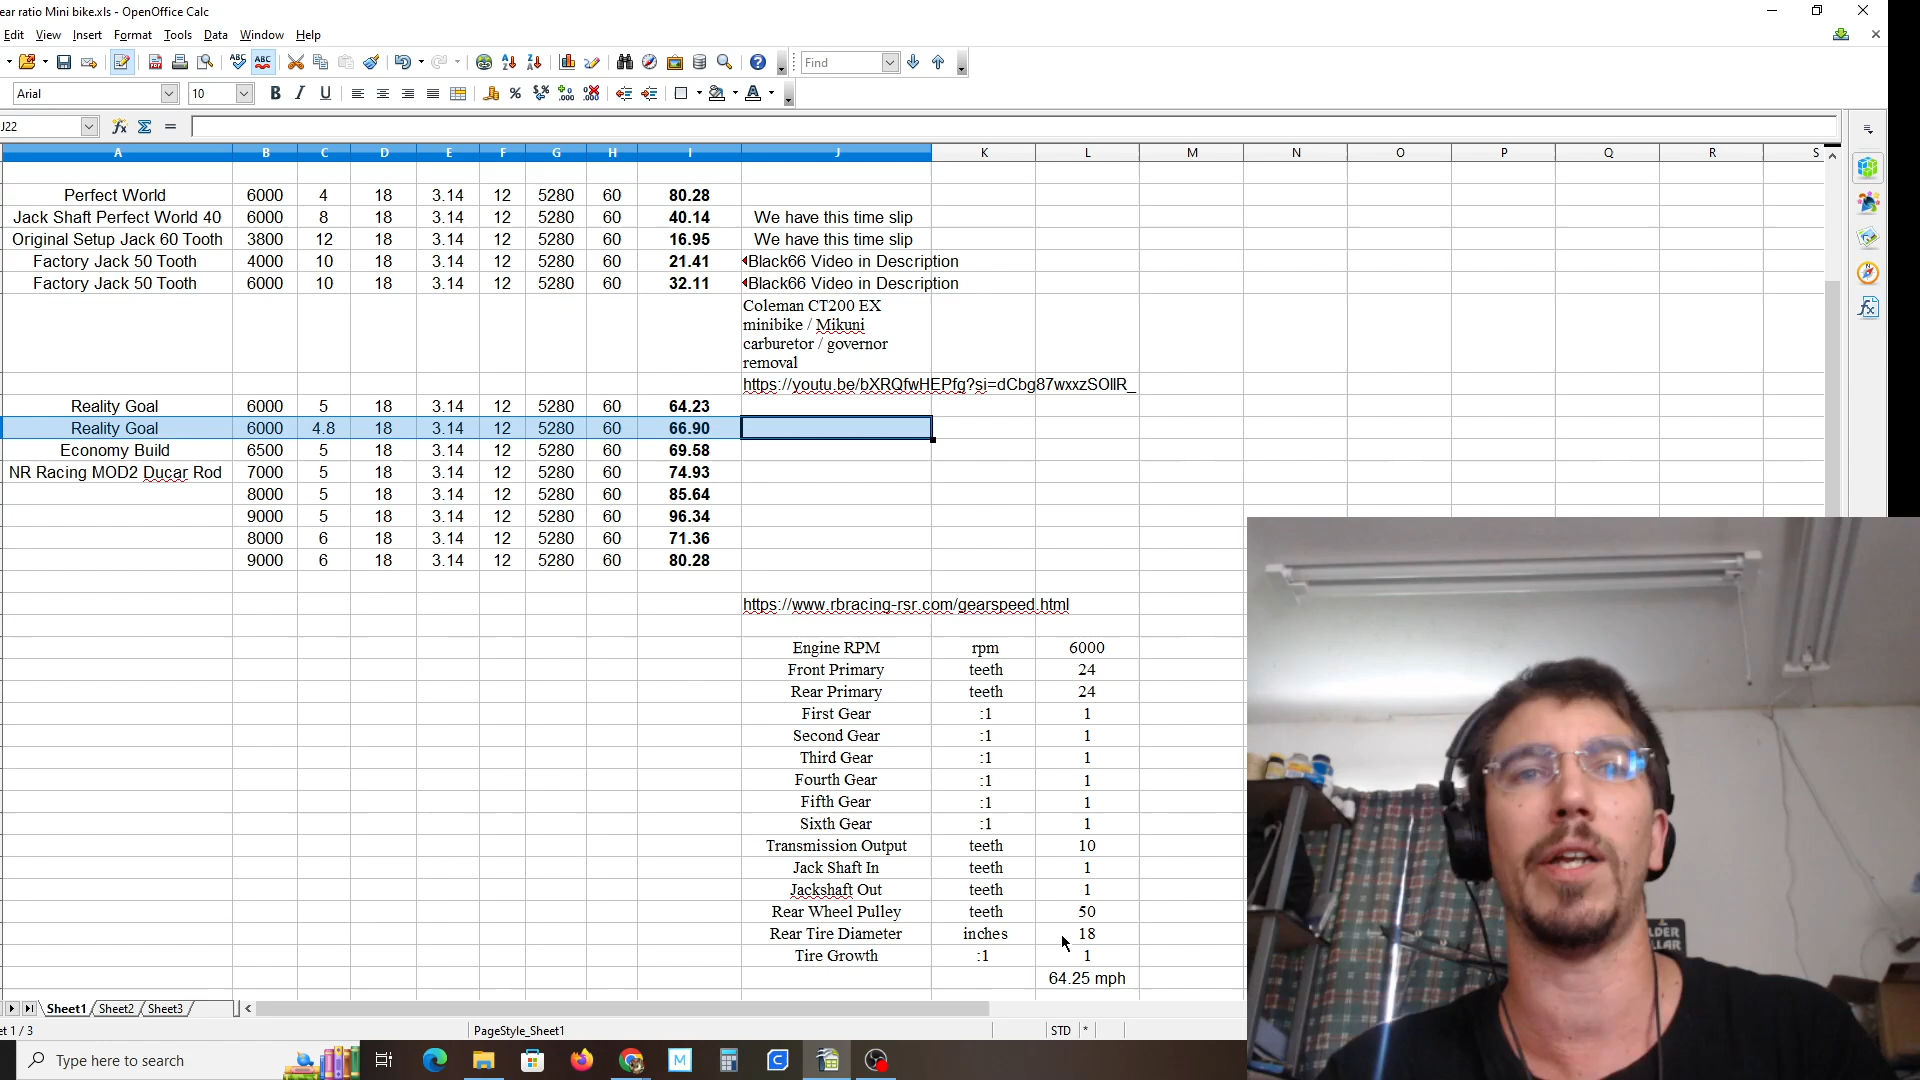 ear ratio Mini bike.xls - OpenOffice Calc
Edit View Insert Format Tools Data Window Help
Find
Arial 10
J22
A B C D E F G H I J K L M N O P Q R S
Perfect World 6000 4 18 3.14 12 5280 60 80.28
Jack Shaft Perfect World 40 6000 8 18 3.14 12 5280 60 40.14 We have this time slip
Original Setup Jack 60 Tooth 3800 12 18 3.14 12 5280 60 16.95 We have this time slip
Factory Jack 50 Tooth 4000 10 18 3.14 12 5280 60 21.41 Black66 Video in Description
Factory Jack 50 Tooth 6000 10 18 3.14 12 5280 60 32.11 Black66 Video in Description
Coleman CT200 EX
minibike / Mikuni
carburetor / governor
removal
https://youtu.be/bXRQfwHEPfg?si=dCbg87wxxzSOllR_
Reality Goal 6000 5 18 3.14 12 5280 60 64.23
Reality Goal 6000 4.8 18 3.14 12 5280 60 66.90
Economy Build 6500 5 18 3.14 12 5280 60 69.58
NR Racing MOD2 Ducar Rod 7000 5 18 3.14 12 5280 60 74.93
8000 5 18 3.14 12 5280 60 85.64
9000 5 18 3.14 12 5280 60 96.34
8000 6 18 3.14 12 5280 60 71.36
9000 6 18 3.14 12 5280 60 80.28
https://www.rbracing-rsr.com/gearspeed.html
Engine RPM rpm 6000
Front Primary teeth 24
Rear Primary teeth 24
First Gear :1 1
Second Gear :1 1
Third Gear :1 1
Fourth Gear :1 1
Fifth Gear :1 1
Sixth Gear :1 1
Transmission Output teeth 10
Jack Shaft In teeth 1
Jackshaft Out teeth 1
Rear Wheel Pulley teeth 50
Rear Tire Diameter inches 18
Tire Growth :1 1
64.25 mph
Sheet1 Sheet2 Sheet3
et 1 / 3 PageStyle_Sheet1 STD *
Type here to search